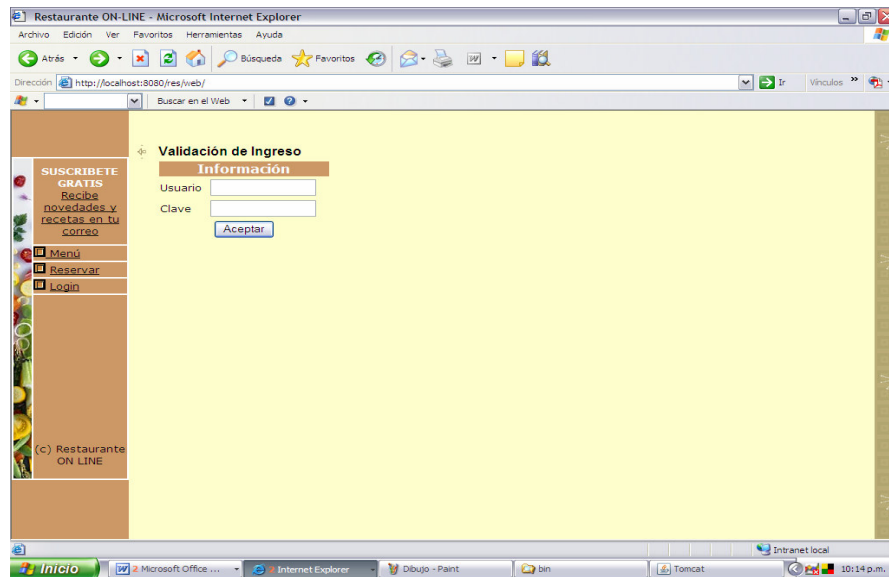 Restaurante ON-LINE - Microsoft Internet Explorer
Archivo Edición Ver Favoritos Herramientas Ayuda
Atrás Búsqueda Favoritos
Dirección http://localhost:8080/res/web/ Ir Vínculos »
Buscar en el Web
Validación de Ingreso
Información
Usuario
Clave
Aceptar
SUSCRIBETE
GRATIS
Recibe
novedades y
recetas en tu
correo
Menú
Reservar
Login
(c) Restaurante
ON LINE
Intranet local
Inicio 2 Microsoft Office ... 2 Internet Explorer Dibujo - Paint bin Tomcat 10:14 p.m.